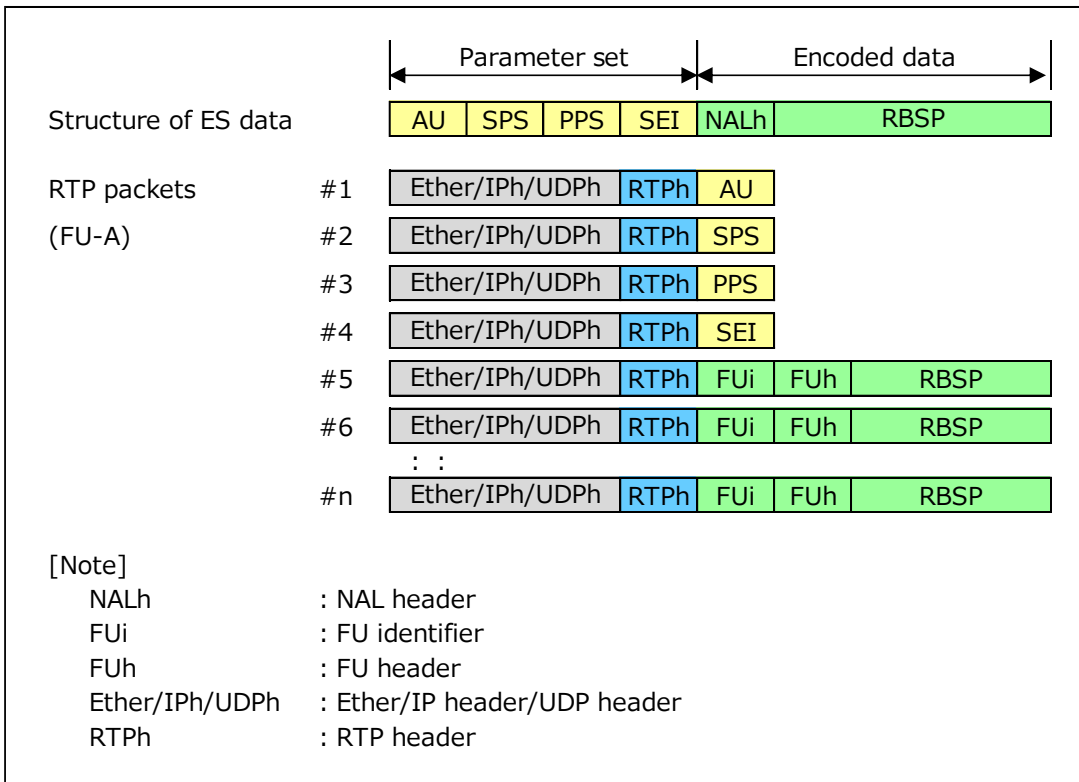 Parameter set Encoded data
Structure of ES data AU SPS PPS SEI NALh RBSP
RTP packets #1 Ether/IPh/UDPh RTPh AU
(FU-A) #2 Ether/IPh/UDPh RTPh SPS
#3 Ether/IPh/UDPh RTPh PPS
#4 Ether/IPh/UDPh RTPh SEI
#5 Ether/IPh/UDPh RTPh FUi FUh RBSP
#6 Ether/IPh/UDPh RTPh FUi FUh RBSP
: :
#n Ether/IPh/UDPh RTPh FUi FUh RBSP
[Note]
NALh : NAL header
FUi : FU identifier
FUh : FU header
Ether/IPh/UDPh : Ether/IP header/UDP header
RTPh : RTP header